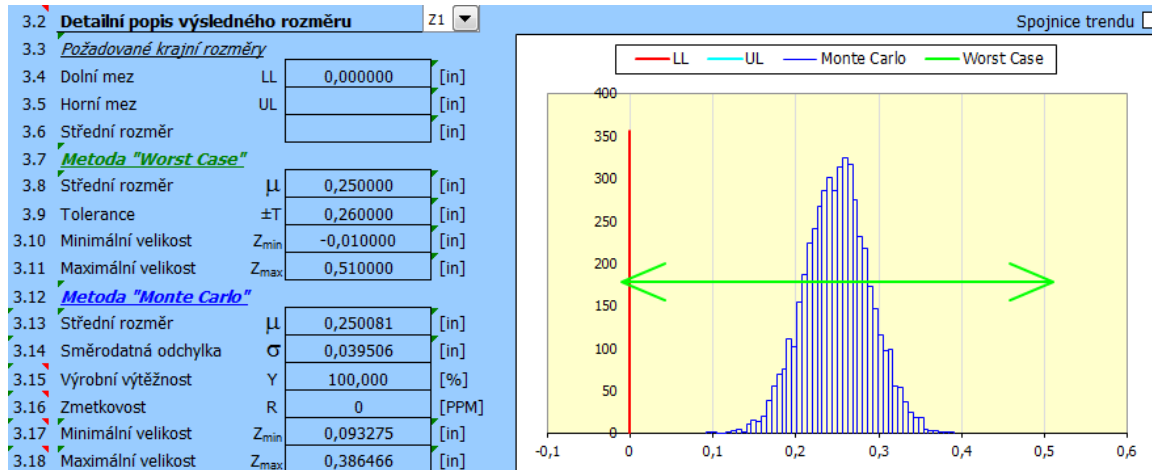 3.2 Detailní popis výsledného rozměru Z1
3.3 Požadované krajní rozměry
3.4 Dolní mez LL 0,000000 [in]
3.5 Horní mez UL [in]
3.6 Střední rozměr [in]
3.7 Metoda "Worst Case"
3.8 Střední rozměr μ 0,250000 [in]
3.9 Tolerance ±T 0,260000 [in]
3.10 Minimální velikost Zmin -0,010000 [in]
3.11 Maximální velikost Zmax 0,510000 [in]
3.12 Metoda "Monte Carlo"
3.13 Střední rozměr μ 0,250081 [in]
3.14 Směrodatná odchylka σ 0,039506 [in]
3.15 Výrobní výtěžnost Y 100,000 [%]
3.16 Zmetkovost R 0 [PPM]
3.17 Minimální velikost Zmin 0,093275 [in]
3.18 Maximální velikost Zmax 0,386466 [in]
Spojnice trendu
LL UL Monte Carlo Worst Case
400
350
300
250
200
150
100
50
0
-0,1 0 0,1 0,2 0,3 0,4 0,5 0,6